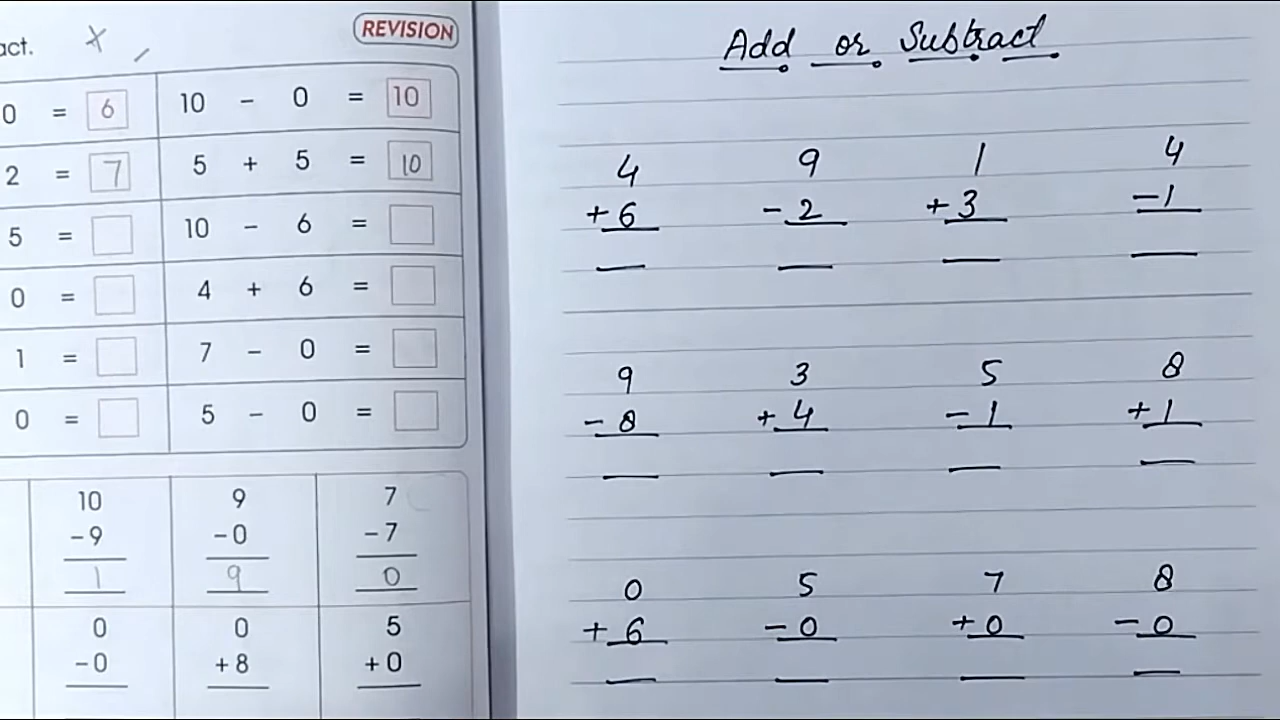 act. x REVISION
0 = 6 10 - 0 = 10
2 = 7 5 + 5 = 10
5 = 10 - 6 =
0 = 4 + 6 =
1 = 7 - 0 =
0 = 5 - 0 =
10 9 7
-9 -0 -7
1 9 0
0 0 5
-0 +8 +0
Add or Subtract
4 9 1 4
+6 -2 +3 -1
9 3 5 8
-8 +4 -1 +1
0 5 7 8
+6 -0 +0 -0